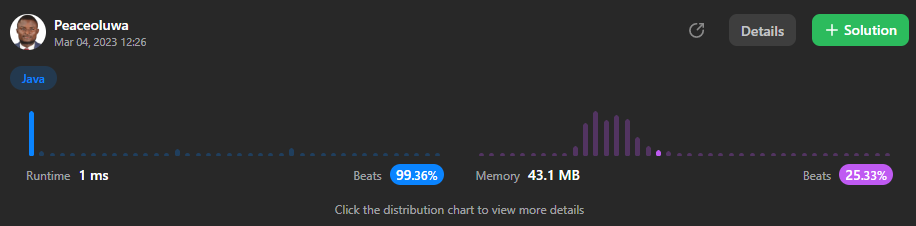 Peaceoluwa
Mar 04, 2023 12:26
Details
+ Solution
Java
Runtime 1 ms Beats 99.36%
Memory 43.1 MB Beats 25.33%
Click the distribution chart to view more details